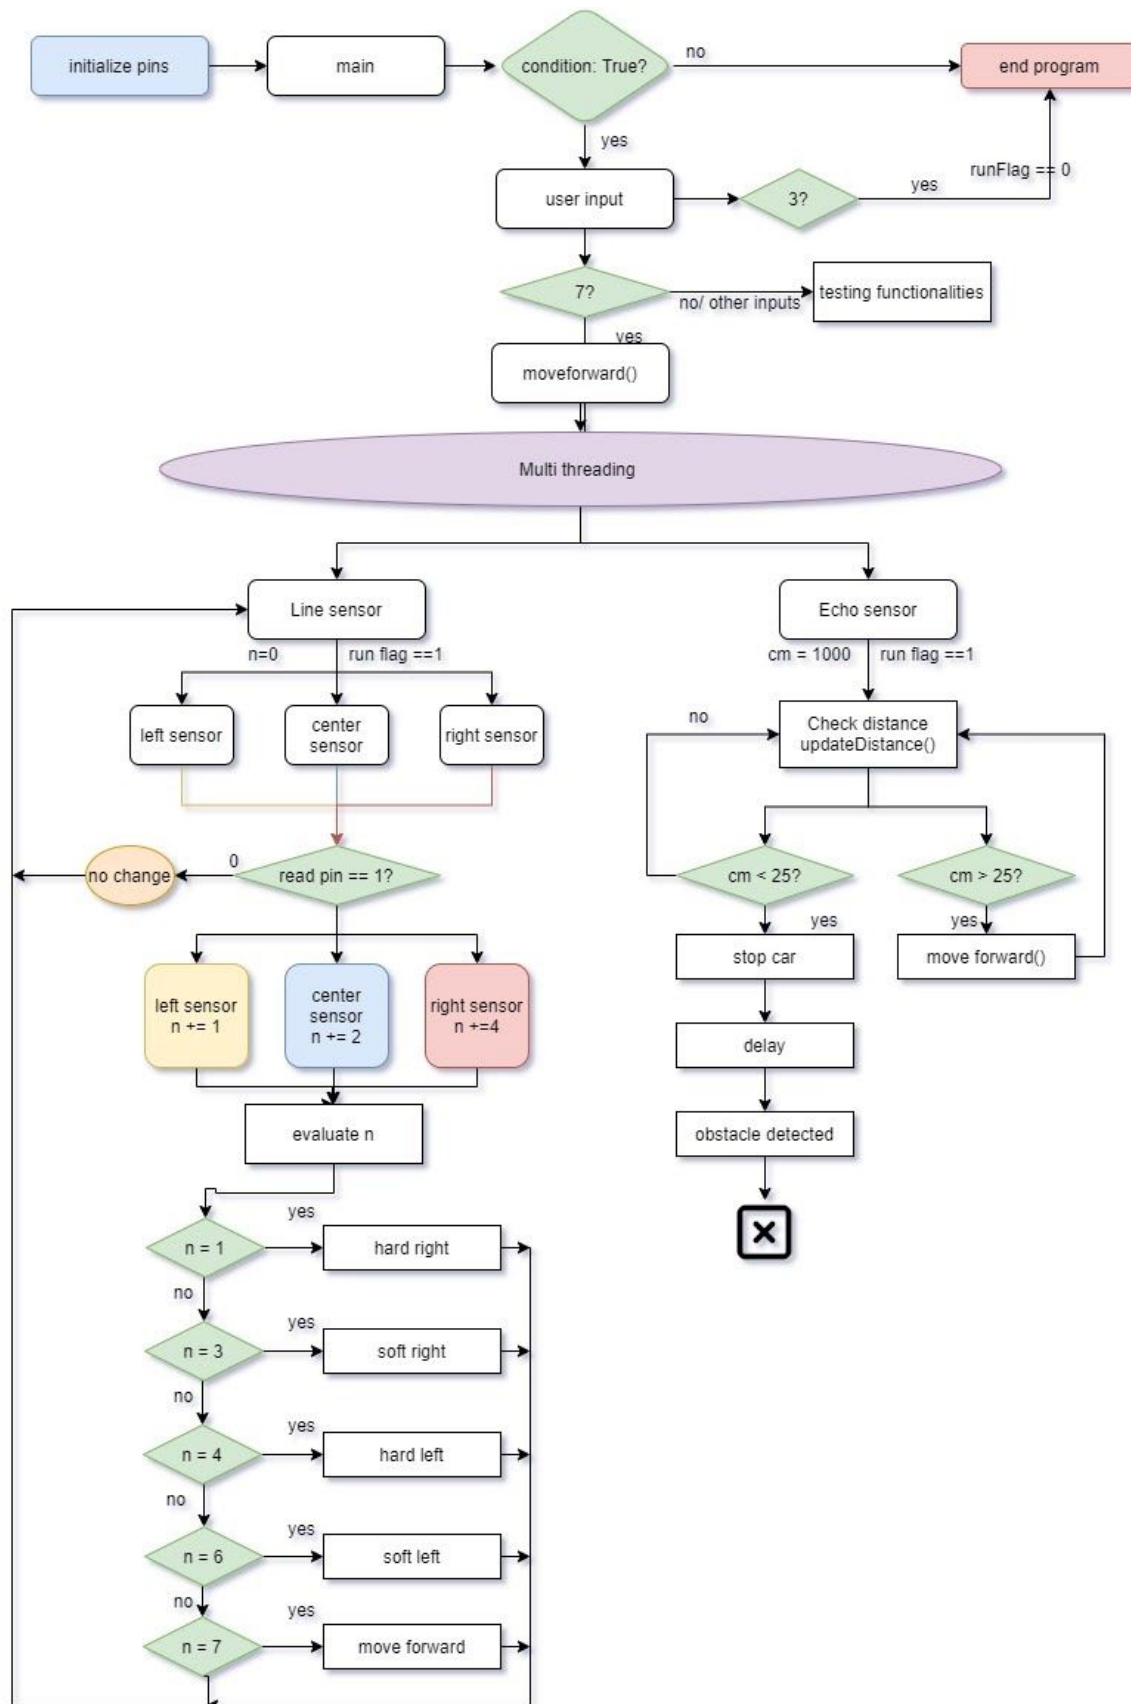 initialize pins
main
condition: True?
no
end program
yes
runFlag == 0
user input
3?
yes
7?
no/ other inputs
testing functionalities
yes
moveforward()
Multi threading
Line sensor
Echo sensor
n=0
run flag ==1
cm = 1000
run flag ==1
left sensor
center
sensor
right sensor
no
Check distance
updateDistance()
no change
0
read pin == 1?
cm < 25?
cm > 25?
yes
yes
stop car
move forward()
left sensor
n += 1
center
sensor
n += 2
right sensor
n +=4
delay
evaluate n
obstacle detected
yes
n = 1
hard right
no
yes
n = 3
soft right
no
yes
n = 4
hard left
no
yes
n = 6
soft left
no
yes
n = 7
move forward